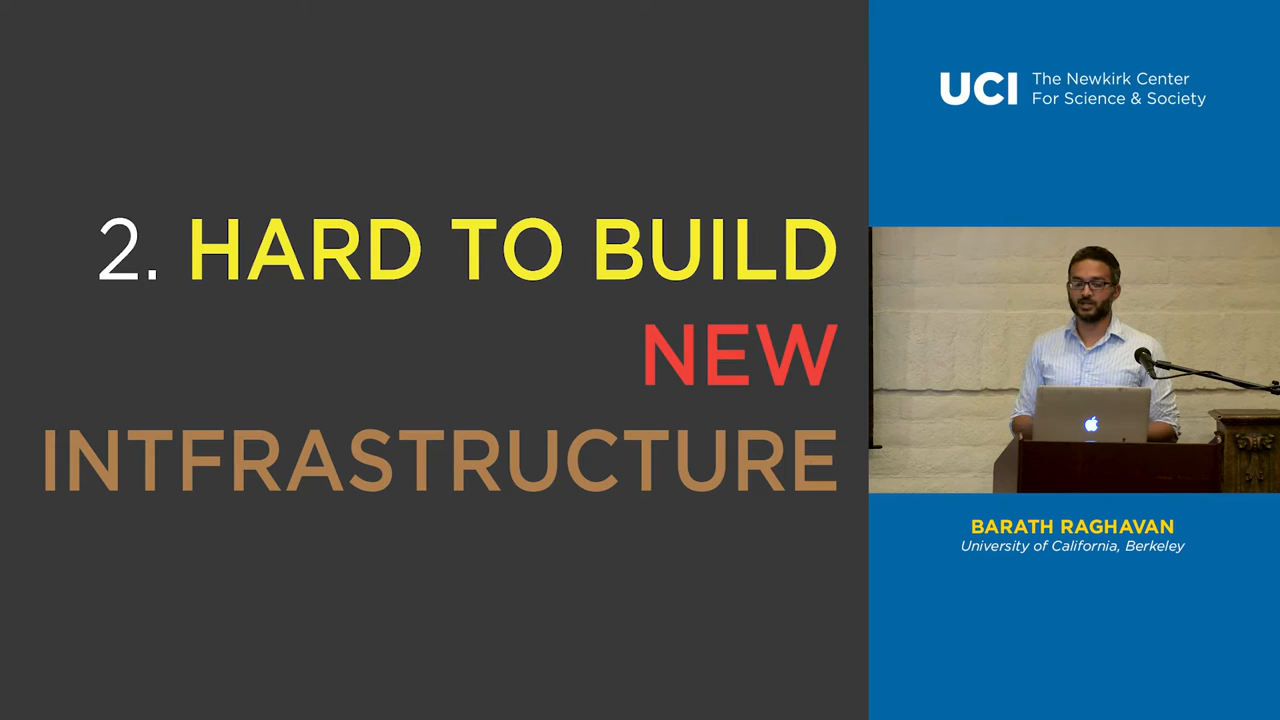 2. HARD TO BUILD
NEW
INTFRASTRUCTURE
UCI
The Newkirk Center
For Science & Society
BARATH RAGHAVAN
University of California, Berkeley